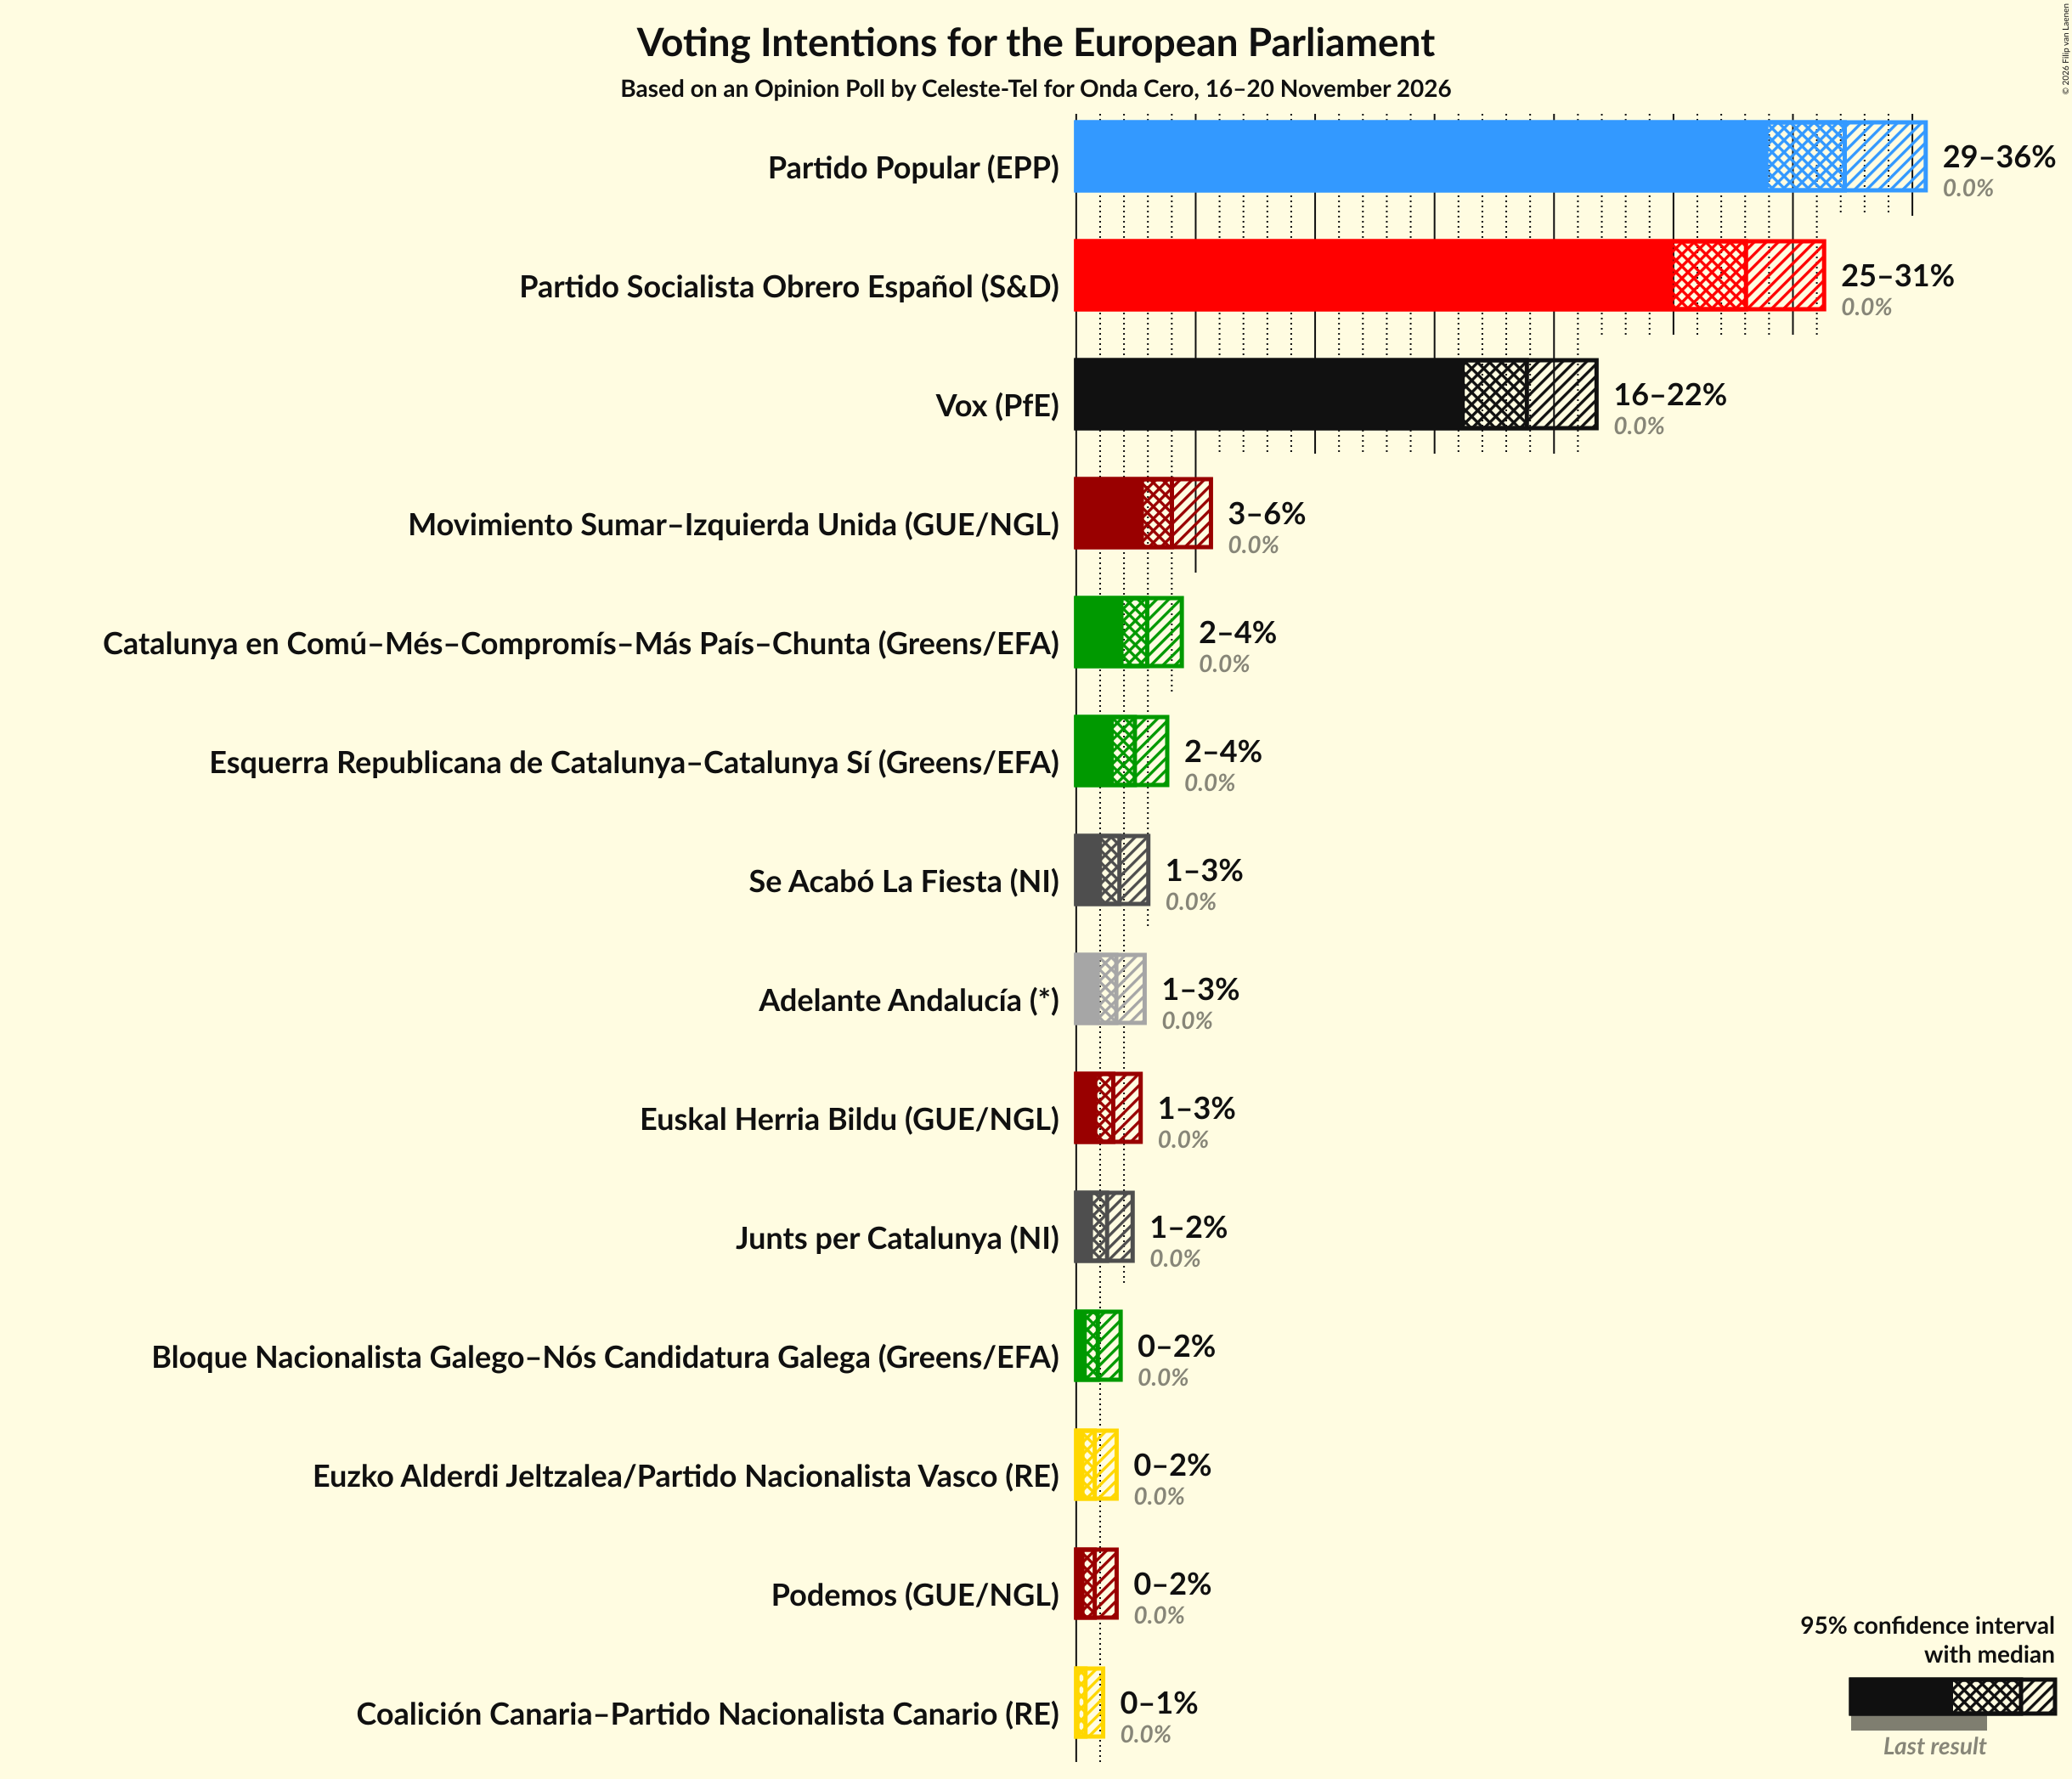 Voting Intentions for the European Parliament
Based on an Opinion Poll by Celeste-Tel for Onda Cero, 16–20 November 2026
© 2026 Filip van Laenen
Partido Popular (EPP)
29–36%
0.0%
Partido Socialista Obrero Español (S&D)
25–31%
0.0%
Vox (PfE)
16–22%
0.0%
Movimiento Sumar–Izquierda Unida (GUE/NGL)
3–6%
0.0%
Catalunya en Comú–Més–Compromís–Más País–Chunta (Greens/EFA)
2–4%
0.0%
Esquerra Republicana de Catalunya–Catalunya Sí (Greens/EFA)
2–4%
0.0%
Se Acabó La Fiesta (NI)
1–3%
0.0%
Adelante Andalucía (*)
1–3%
0.0%
Euskal Herria Bildu (GUE/NGL)
1–3%
0.0%
Junts per Catalunya (NI)
1–2%
0.0%
Bloque Nacionalista Galego–Nós Candidatura Galega (Greens/EFA)
0–2%
0.0%
Euzko Alderdi Jeltzalea/Partido Nacionalista Vasco (RE)
0–2%
0.0%
Podemos (GUE/NGL)
0–2%
0.0%
Coalición Canaria–Partido Nacionalista Canario (RE)
0–1%
0.0%
95% confidence interval
with median
Last result